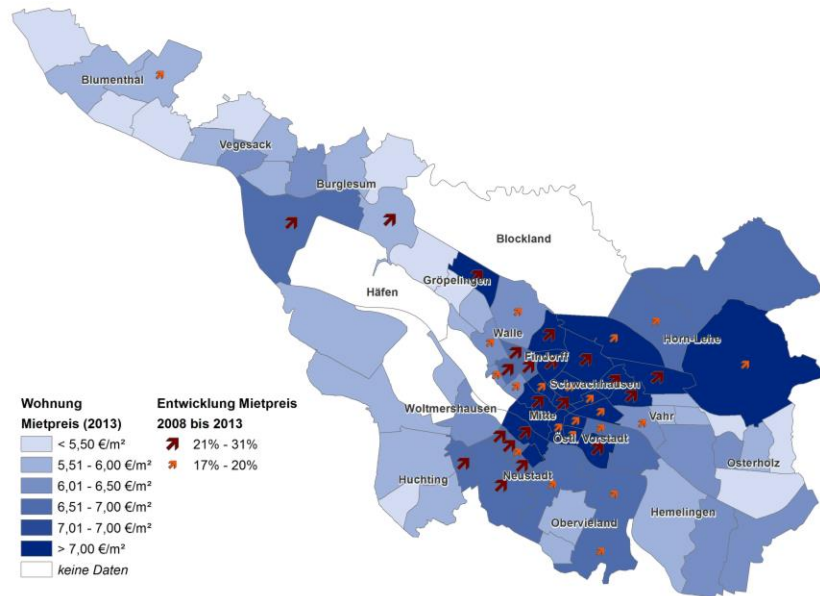 Blumenthal
Vegesack
Burglesum
Blockland
Gröpelingen
Häfen
Horn-Lehe
Walle
Findorff
Schwachhausen
Woltmershausen
Mitte
Vahr
Östl. Vorstadt
Osterholz
Huchting
Neustadt
Hemelingen
Obervieland
Wohnung
Mietpreis (2013)
< 5,50 €/m²
5,51 - 6,00 €/m²
6,01 - 6,50 €/m²
6,51 - 7,00 €/m²
7,01 - 7,00 €/m²
> 7,00 €/m²
keine Daten
Entwicklung Mietpreis
2008 bis 2013
21% - 31%
17% - 20%